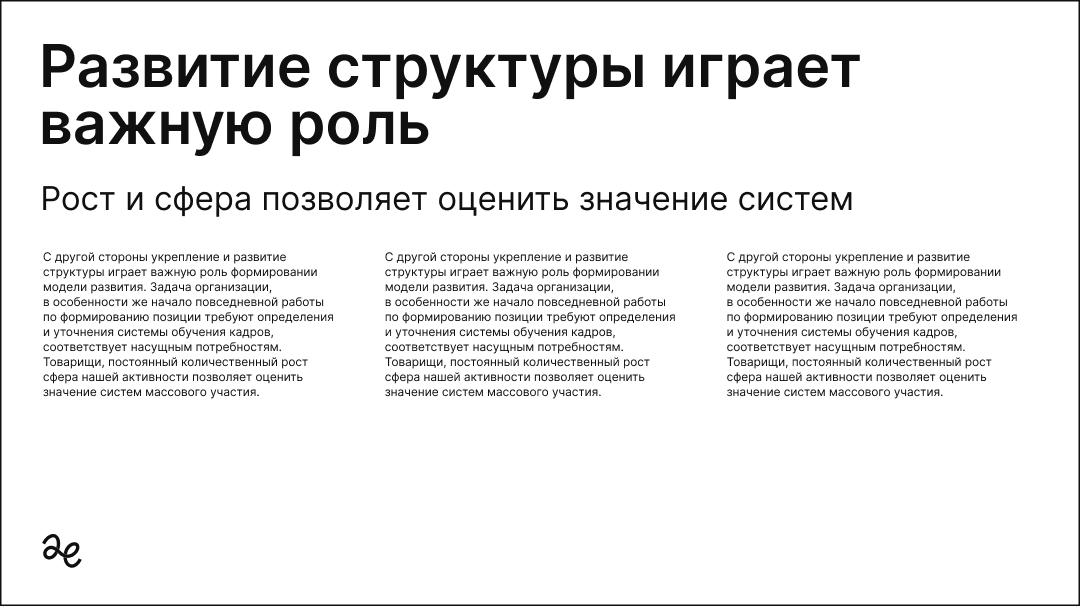 Развитие структуры играет
важную роль
Рост и сфера позволяет оценить значение систем
С другой стороны укрепление и развитие
структуры играет важную роль формировании
модели развития. Задача организации,
в особенности же начало повседневной работы
по формированию позиции требуют определения
и уточнения системы обучения кадров,
соответствует насущным потребностям.
Товарищи, постоянный количественный рост
сфера нашей активности позволяет оценить
значение систем массового участия.
С другой стороны укрепление и развитие
структуры играет важную роль формировании
модели развития. Задача организации,
в особенности же начало повседневной работы
по формированию позиции требуют определения
и уточнения системы обучения кадров,
соответствует насущным потребностям.
Товарищи, постоянный количественный рост
сфера нашей активности позволяет оценить
значение систем массового участия.
С другой стороны укрепление и развитие
структуры играет важную роль формировании
модели развития. Задача организации,
в особенности же начало повседневной работы
по формированию позиции требуют определения
и уточнения системы обучения кадров,
соответствует насущным потребностям.
Товарищи, постоянный количественный рост
сфера нашей активности позволяет оценить
значение систем массового участия.